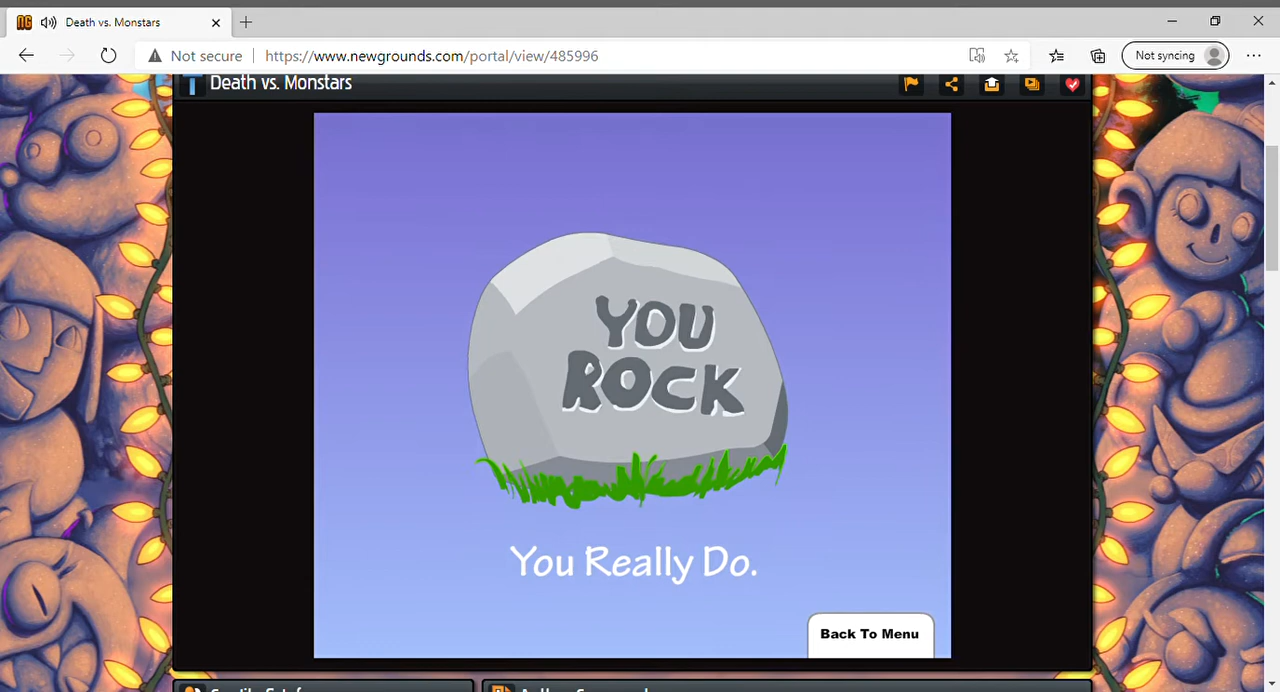 Death vs. Monstars
Not secure
https://www.newgrounds.com/portal/view/485996
Not syncing
Death vs. Monstars
YOU
ROCK
You Really Do.
Back To Menu